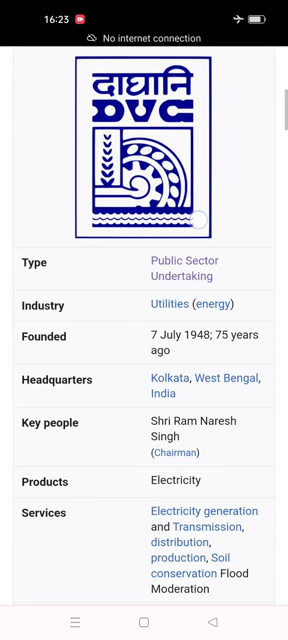 16:23
No internet connection
दाघानि
DVC
Type Public Sector
Undertaking
Industry Utilities (energy)
Founded 7 July 1948; 75 years
ago
Headquarters Kolkata, West Bengal,
India
Key people Shri Ram Naresh
Singh
(Chairman)
Products Electricity
Services Electricity generation
and Transmission,
distribution,
production, Soil
conservation Flood
Moderation